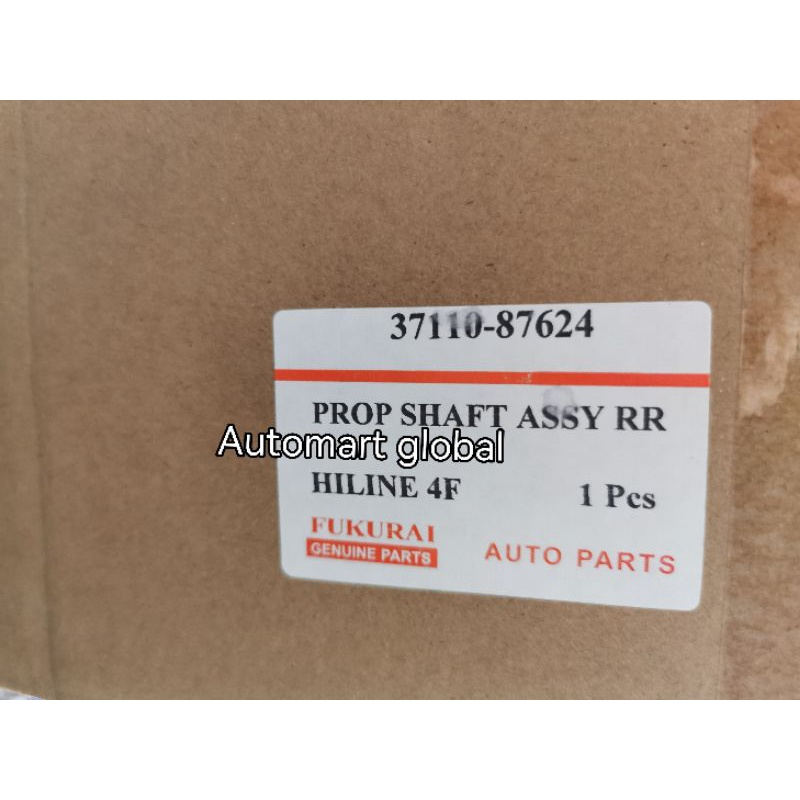 37110-87624
PROP SHAFT ASSY RR
Automart global
HILINE 4F 1 Pcs
FUKURAI
GENUINE PARTS
AUTO PARTS